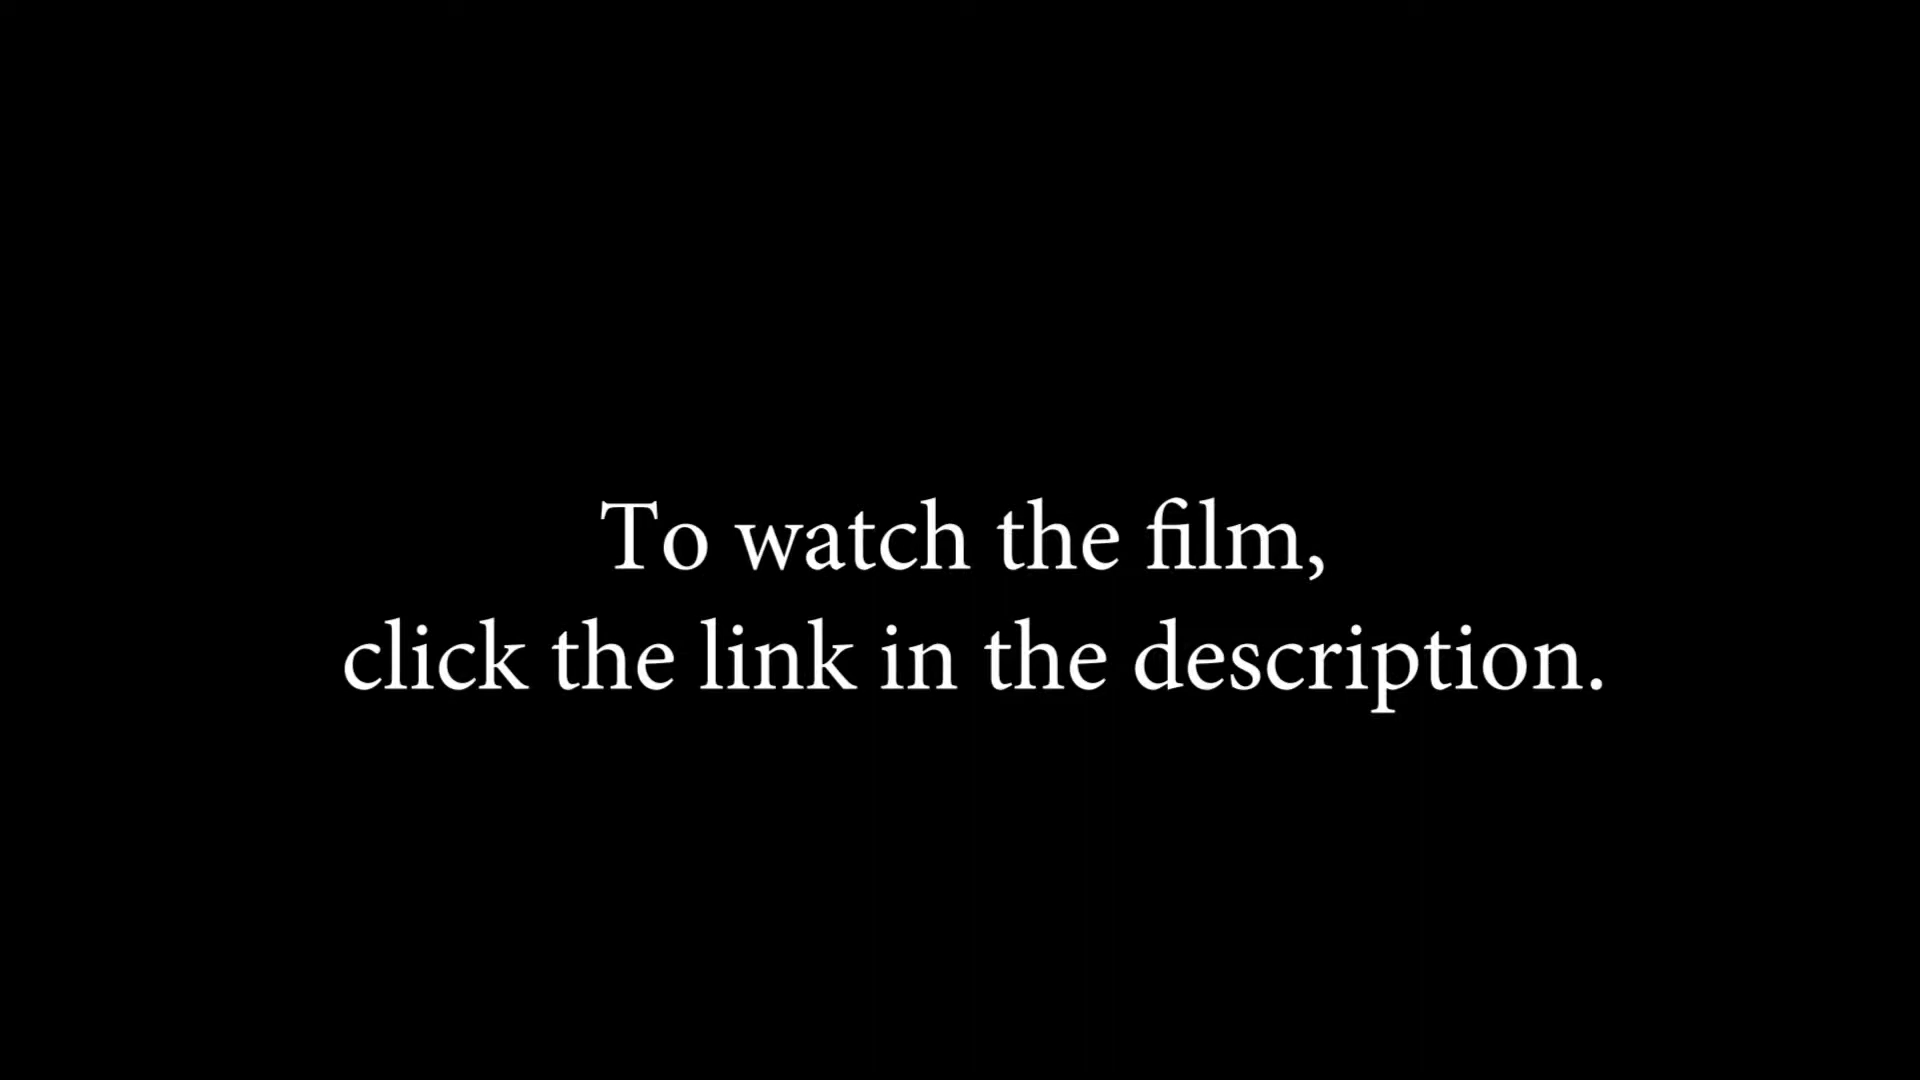 To watch the film,
click the link in the description.